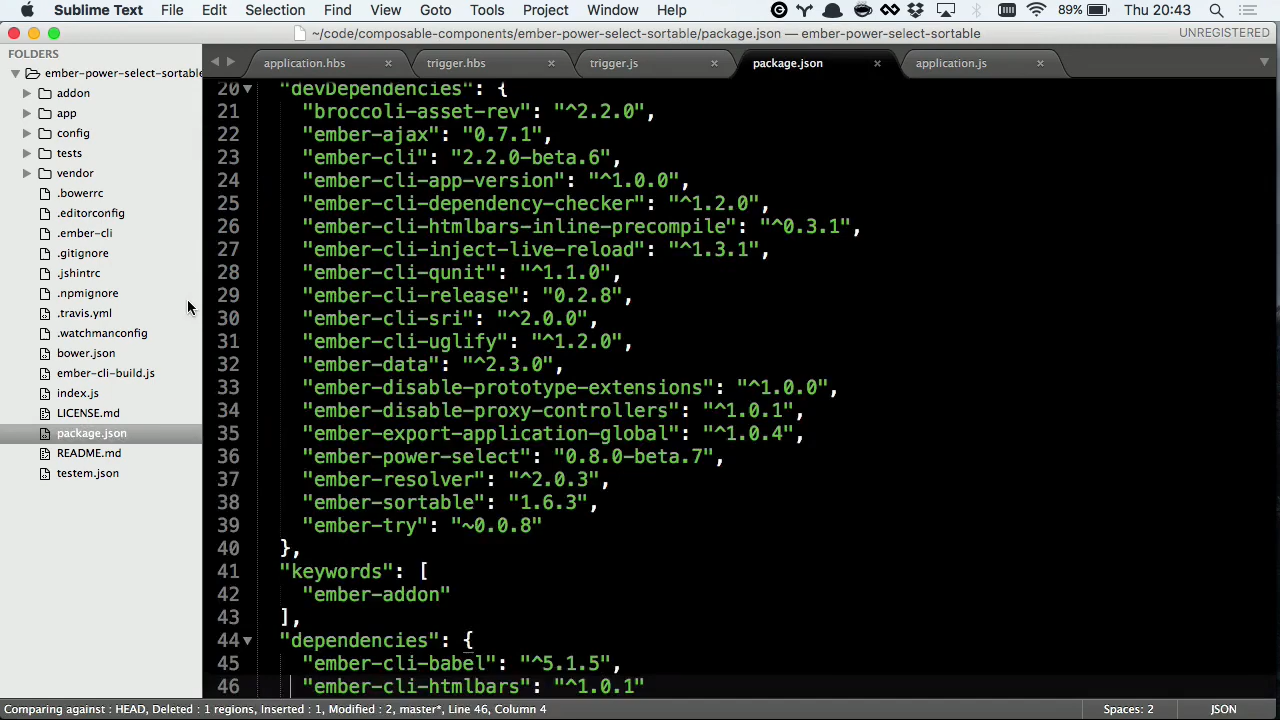 Sublime Text File Edit Selection Find View Goto Tools Project Window Help 89% Thu 20:43
~/code/composable-components/ember-power-select-sortable/package.json — ember-power-select-sortable UNREGISTERED
FOLDERS
ember-power-select-sortable
addon
app
config
tests
vendor
.bowerrc
.editorconfig
.ember-cli
.gitignore
.jshintrc
.npmignore
.travis.yml
.watchmanconfig
bower.json
ember-cli-build.js
index.js
LICENSE.md
package.json
README.md
testem.json
application.hbs trigger.hbs trigger.js package.json application.js
20 "devDependencies": {
21 "broccoli-asset-rev": "^2.2.0",
22 "ember-ajax": "0.7.1",
23 "ember-cli": "2.2.0-beta.6",
24 "ember-cli-app-version": "^1.0.0",
25 "ember-cli-dependency-checker": "^1.2.0",
26 "ember-cli-htmlbars-inline-precompile": "^0.3.1",
27 "ember-cli-inject-live-reload": "^1.3.1",
28 "ember-cli-qunit": "^1.1.0",
29 "ember-cli-release": "0.2.8",
30 "ember-cli-sri": "^2.0.0",
31 "ember-cli-uglify": "^1.2.0",
32 "ember-data": "^2.3.0",
33 "ember-disable-prototype-extensions": "^1.0.0",
34 "ember-disable-proxy-controllers": "^1.0.1",
35 "ember-export-application-global": "^1.0.4",
36 "ember-power-select": "0.8.0-beta.7",
37 "ember-resolver": "^2.0.3",
38 "ember-sortable": "1.6.3",
39 "ember-try": "~0.0.8"
40 },
41 "keywords": [
42 "ember-addon"
43 ],
44 "dependencies": {
45 "ember-cli-babel": "^5.1.5",
46 "ember-cli-htmlbars": "^1.0.1"
Comparing against : HEAD, Deleted : 1 regions, Inserted : 1, Modified : 2, master*, Line 46, Column 4 Spaces: 2 JSON